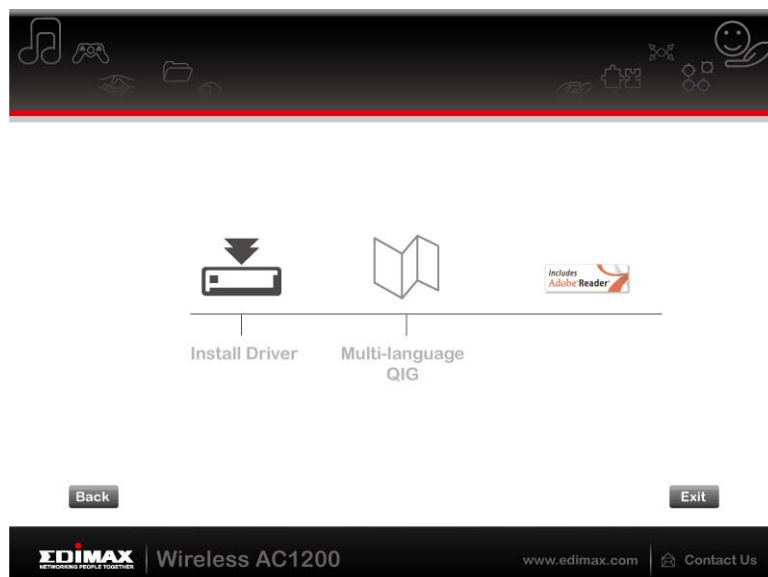 Includes
Adobe Reader
Install Driver
Multi-language
QIG
Back
Exit
EDIMAX
NETWORKING PEOPLE TOGETHER
Wireless AC1200
www.edimax.com
Contact Us